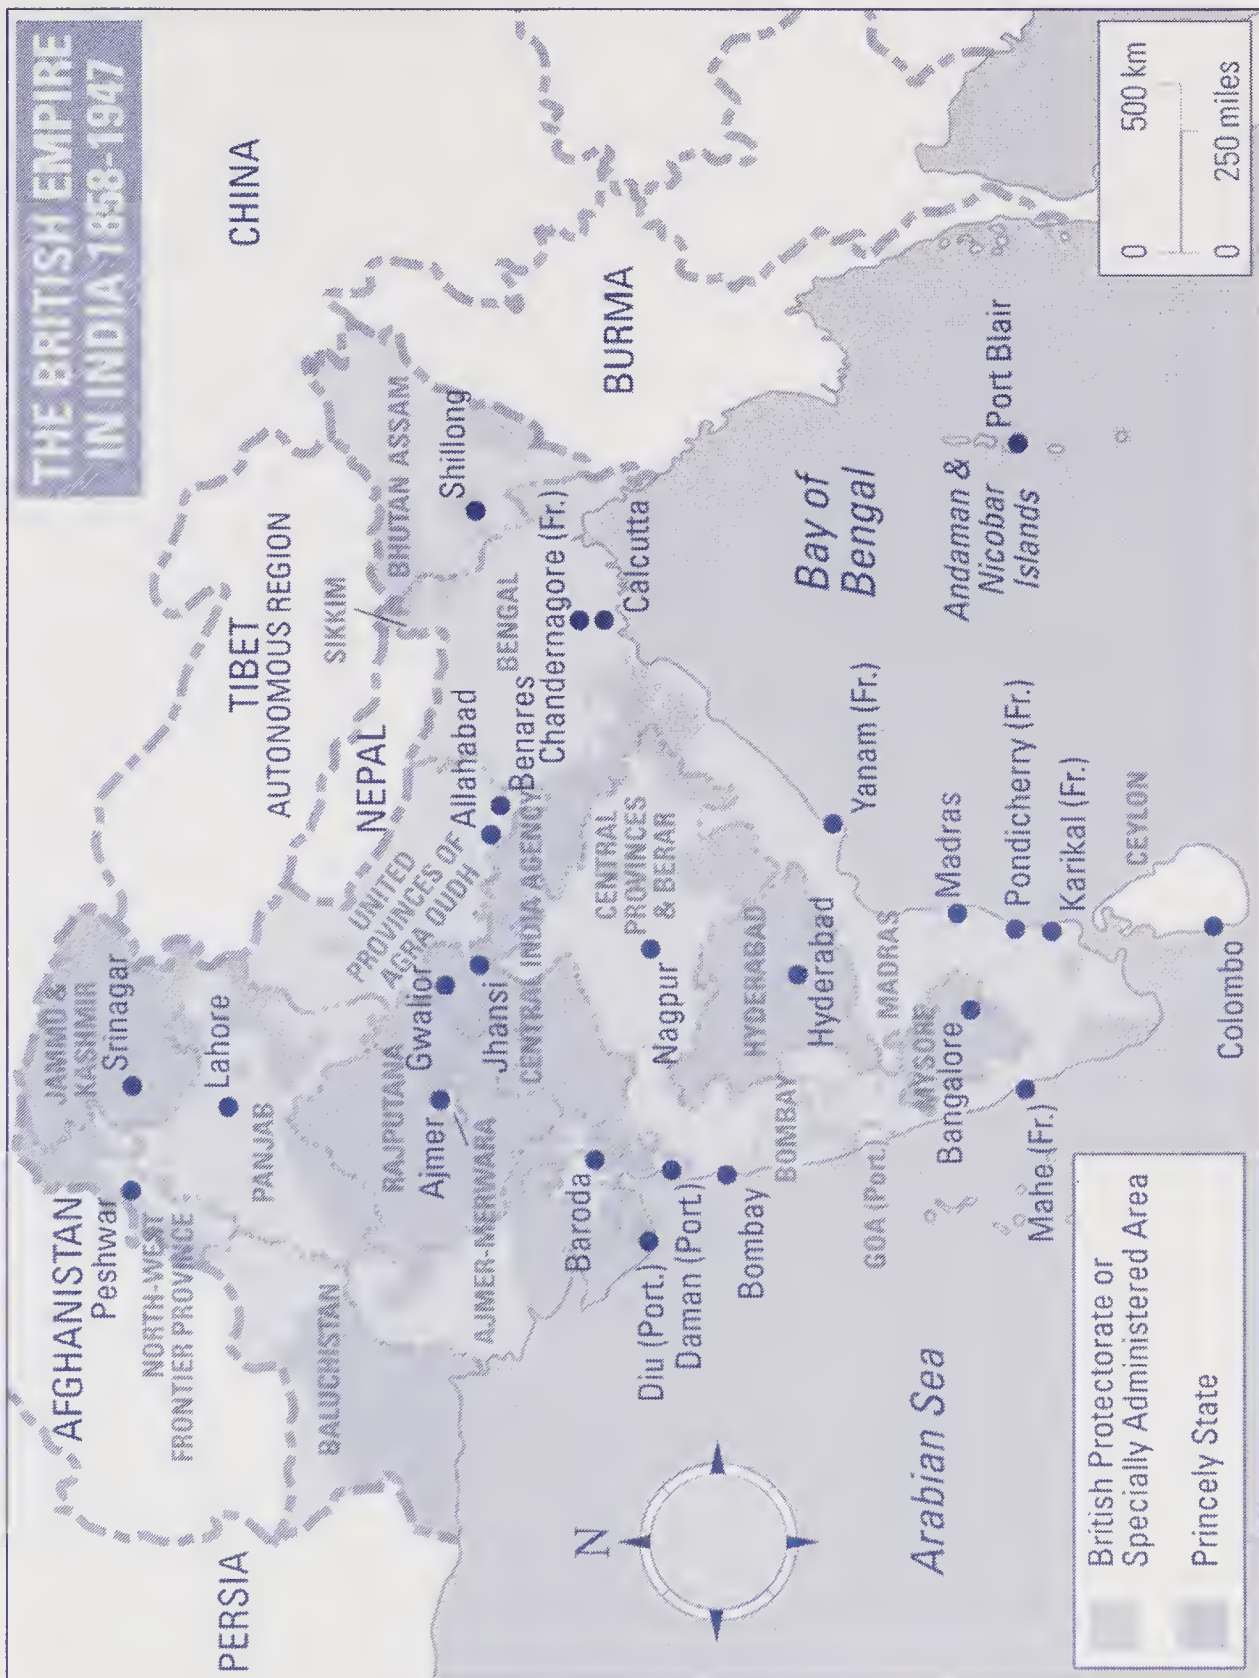 THE BRITISH EMPIRE
IN INDIA 1858-1947
CHINA
AFGHANISTAN
PERSIA
TIBET
AUTONOMOUS REGION
NEPAL
BURMA
JAMMU &
KASHMIR
Srinagar
Peshwar
NORTH-WEST
FRONTIER PROVINCE
Lahore
PANJAB
BALUCHISTAN
SIKKIM
BHUTAN ASSAM
Shillong
UNITED
PROVINCES OF
AGRA OUDH
RAJPUTANA
Ajmer
Gwalior
Jhansi
AJMER-MERWARA
Allahabad
Benares
BENGAL
Chandernagore (Fr.)
Calcutta
CENTRAL INDIA AGENCY
CENTRAL
PROVINCES
& BERAR
Nagpur
Baroda
Diu (Port.)
Daman (Port.)
Bombay
BOMBAY
HYDERABAD
Hyderabad
Yanam (Fr.)
GOA (Port.)
MADRAS
Madras
MYSORE
Bangalore
Pondicherry (Fr.)
Karikal (Fr.)
Mahe (Fr.)
CEYLON
Colombo
Bay of
Bengal
Andaman &
Nicobar
Islands
Port Blair
Arabian Sea
N
British Protectorate or
Specially Administered Area
Princely State
0 500 km
0 250 miles